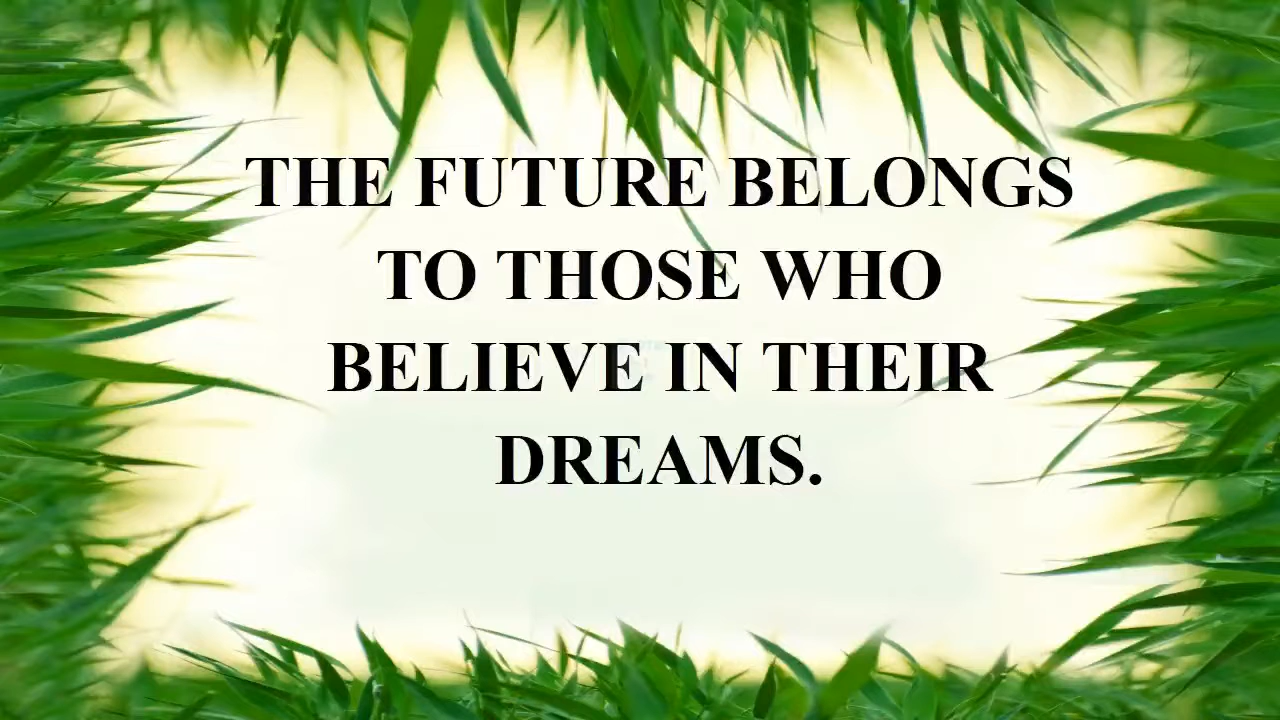 THE FUTURE BELONGS
TO THOSE WHO
BELIEVE IN THEIR
DREAMS.